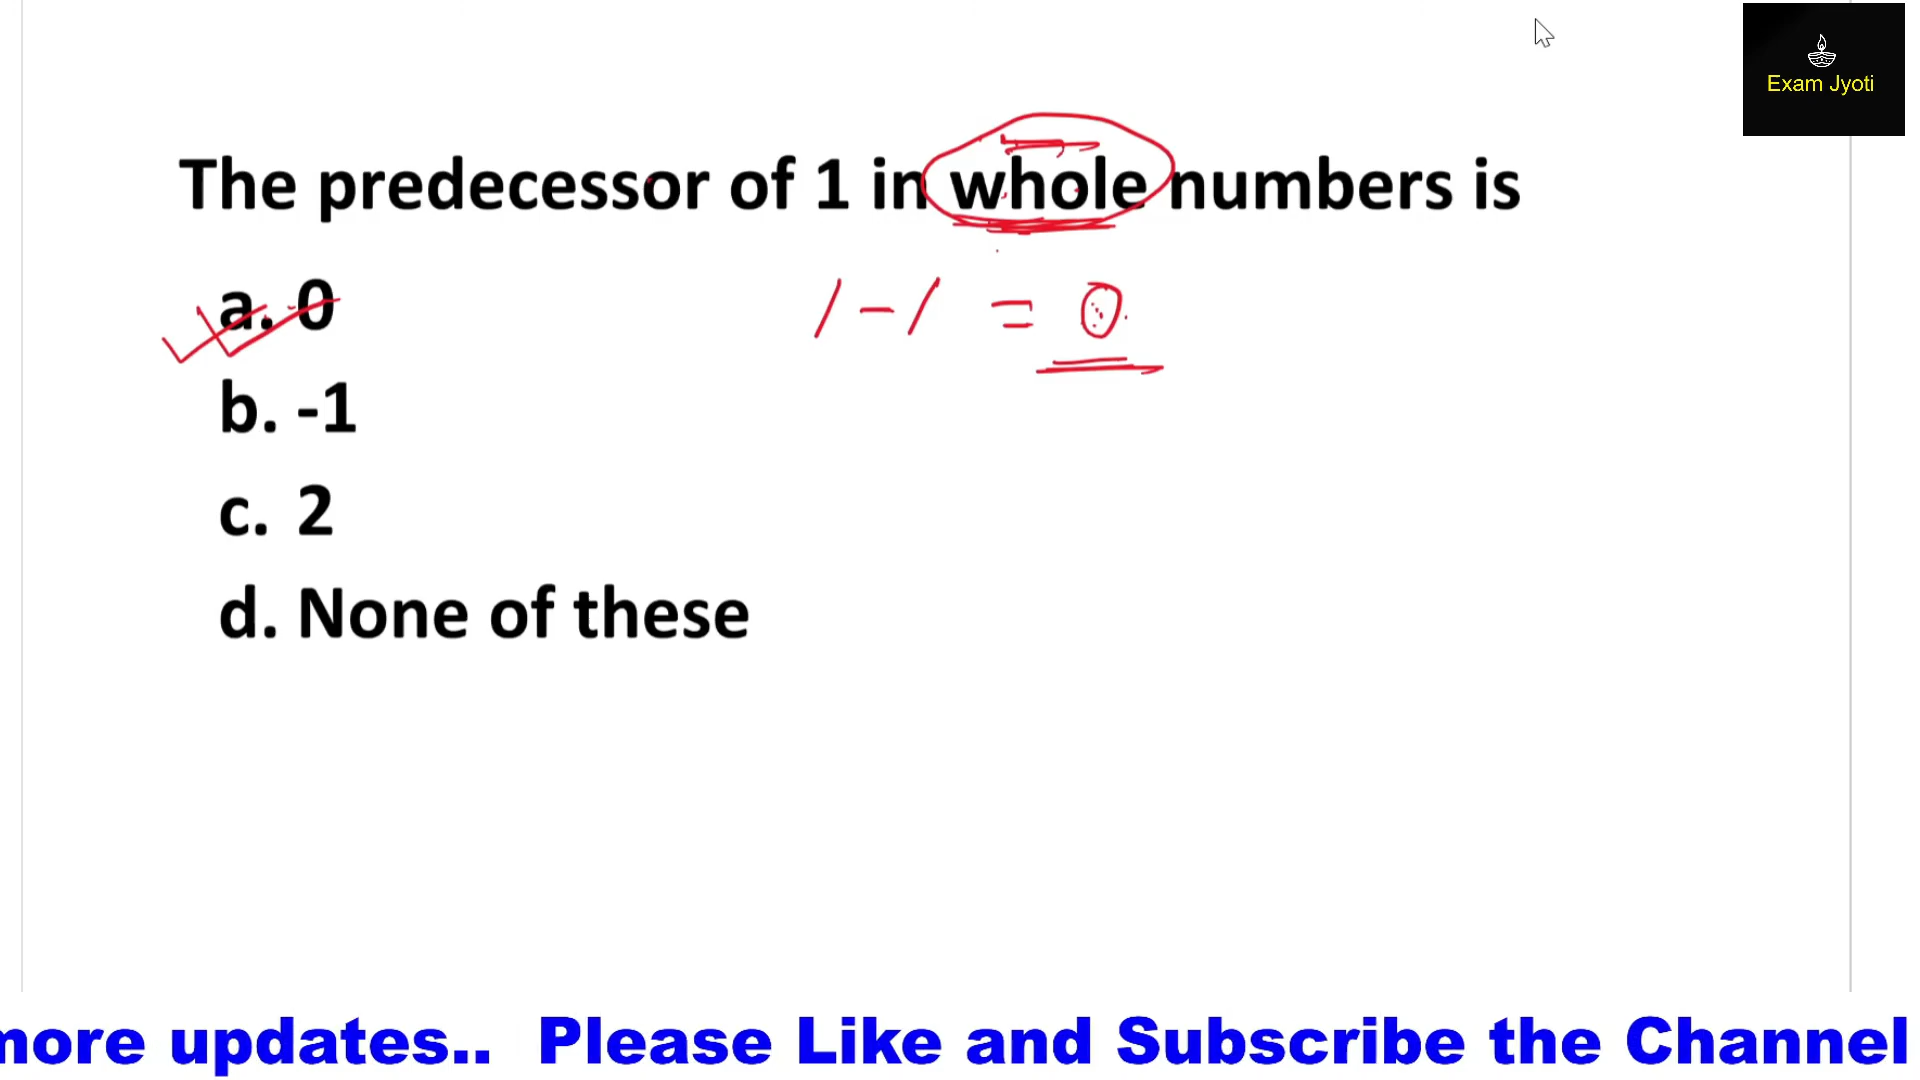 Exam Jyoti
The predecessor of 1 in whole numbers is
a. 0
1 - 1 = 0
b. -1
c. 2
d. None of these
more updates.. Please Like and Subscribe the Channel